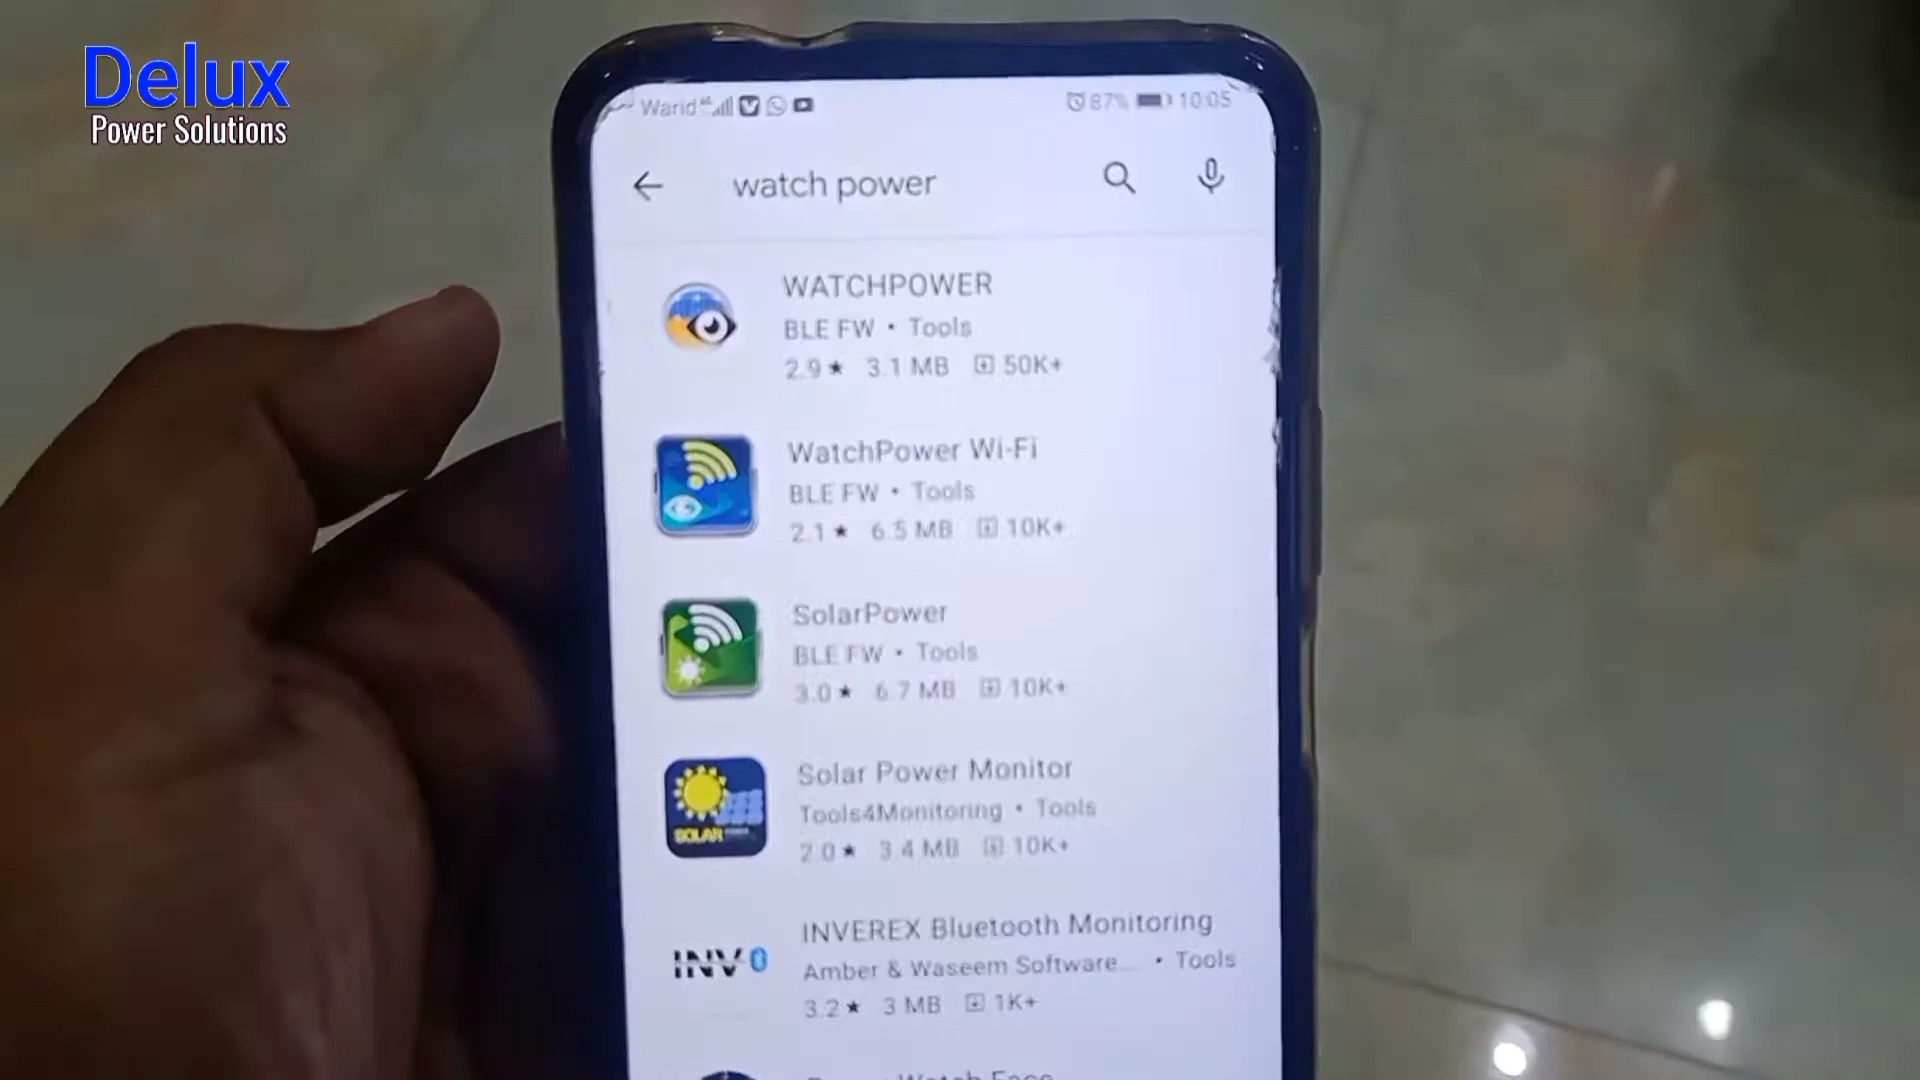 Delux
Power Solutions
Warid
87%
10:05
watch power
WATCHPOWER
BLE FW • Tools
2.9 ★ 3.1 MB 50K+
WatchPower Wi-Fi
BLE FW • Tools
2.1 ★ 6.5 MB 10K+
SolarPower
BLE FW • Tools
3.0 ★ 6.7 MB 10K+
SOLAR
Solar Power Monitor
Tools4Monitoring • Tools
2.0 ★ 3.4 MB 10K+
INV
INVEREX Bluetooth Monitoring
Amber & Waseem Software... • Tools
3.2 ★ 3 MB 1K+
Watch Face